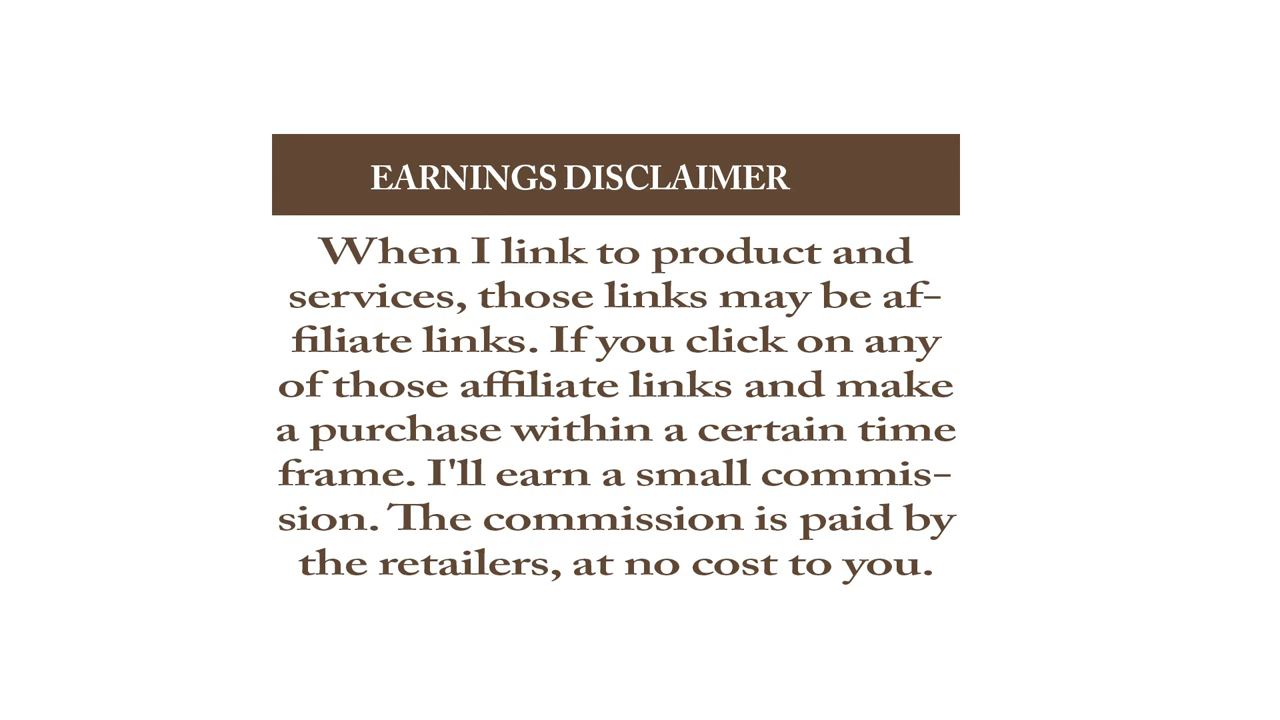 EARNINGS DISCLAIMER
When I link to product and
services, those links may be af-
filiate links. If you click on any
of those affiliate links and make
a purchase within a certain time
frame. I'll earn a small commis-
sion. The commission is paid by
the retailers, at no cost to you.